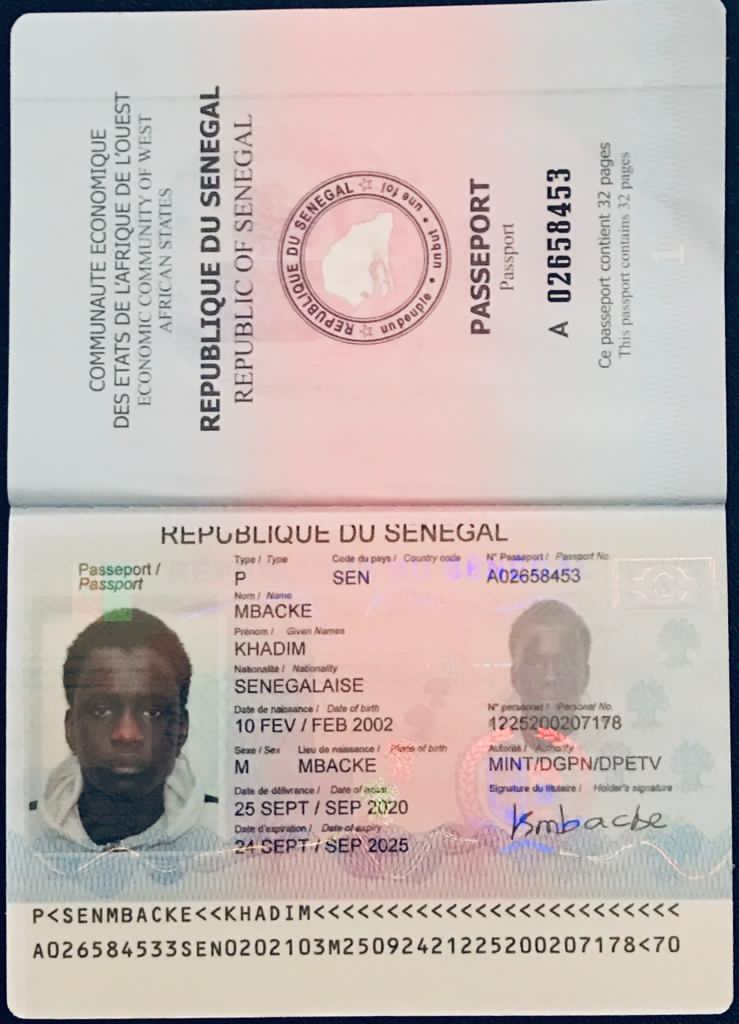 COMMUNAUTE ECONOMIQUE
DES ETATS DE L'AFRIQUE DE L'OUEST
ECONOMIC COMMUNITY OF WEST
AFRICAN STATES
REPUBLIQUE DU SENEGAL
REPUBLIC OF SENEGAL
REPUBLIQUE DU SENEGAL
un peuple • un but • une foi
PASSEPORT
Passport
A 02658453
Ce passeport contient 32 pages
This passport contains 32 pages
1
REPUBLIQUE DU SENEGAL
Passeport /
Passport
Type / Type Code du pays / Country code N° Passeport / Passport No.
P SEN A02658453
Nom / Name
MBACKE
Prénom / Given Names
KHADIM
Nationalité / Nationality
SENEGALAISE
Date de naissance / Date of birth N° personnel / Personal No.
10 FEV / FEB 2002 1225200207178
Sexe / Sex Lieu de naissance / Place of birth Autorité / Authority
M MBACKE MINT/DGPN/DPETV
Date de délivrance / Date of issue Signature du titulaire / Holder's signature
25 SEPT / SEP 2020
Date d'expiration / Date of expiry
24 SEPT / SEP 2025
P<SENMBACKE<<KHADIM<<<<<<<<<<<<<<<<<<<<<<<<<
A026584533SEN0202103M25092421225200207178<70